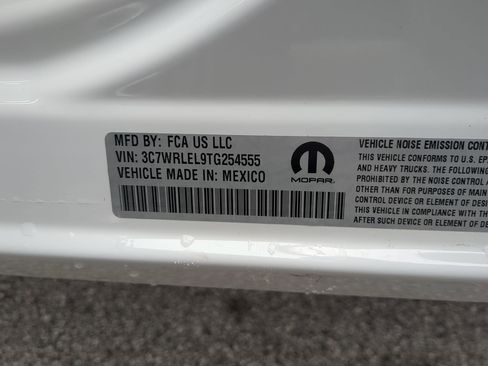 MFD BY: FCA US LLC
VIN: 3C7WRLEL9TG254555
VEHICLE MADE IN: MEXICO
MOPAR
VEHICLE NOISE EMISSION CONT
THIS VEHICLE CONFORMS TO U.S. EP
AND HEAVY TRUCKS. THE FOLLOWING
PROHIBITED BY THE NOISE CONTROL A
OTHER THAN FOR PURPOSES OF MAIN
CONTROL DEVICE OR ELEMENT OF DESI
THIS VEHICLE IN COMPLIANCE WITH THE
AFTER SUCH DEVICE OR ELEMENT OF DE